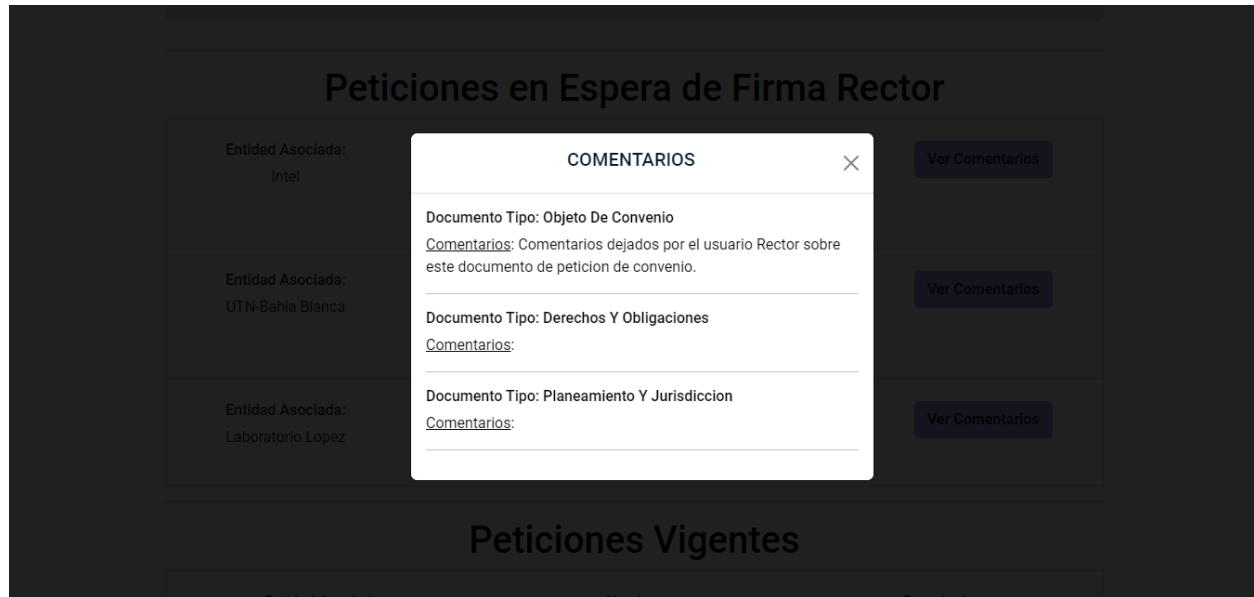 Peticiones en Espera de Firma Rector
Entidad Asociada:
Intel
Ver Comentarios
COMENTARIOS
Documento Tipo: Objeto De Convenio
Comentarios: Comentarios dejados por el usuario Rector sobre
este documento de peticion de convenio.
Documento Tipo: Derechos Y Obligaciones
Comentarios:
Documento Tipo: Planeamiento Y Jurisdiccion
Comentarios:
Entidad Asociada:
UTN-Bahia Blanca
Ver Comentarios
Entidad Asociada:
Laboratorio Lopez
Ver Comentarios
Peticiones Vigentes